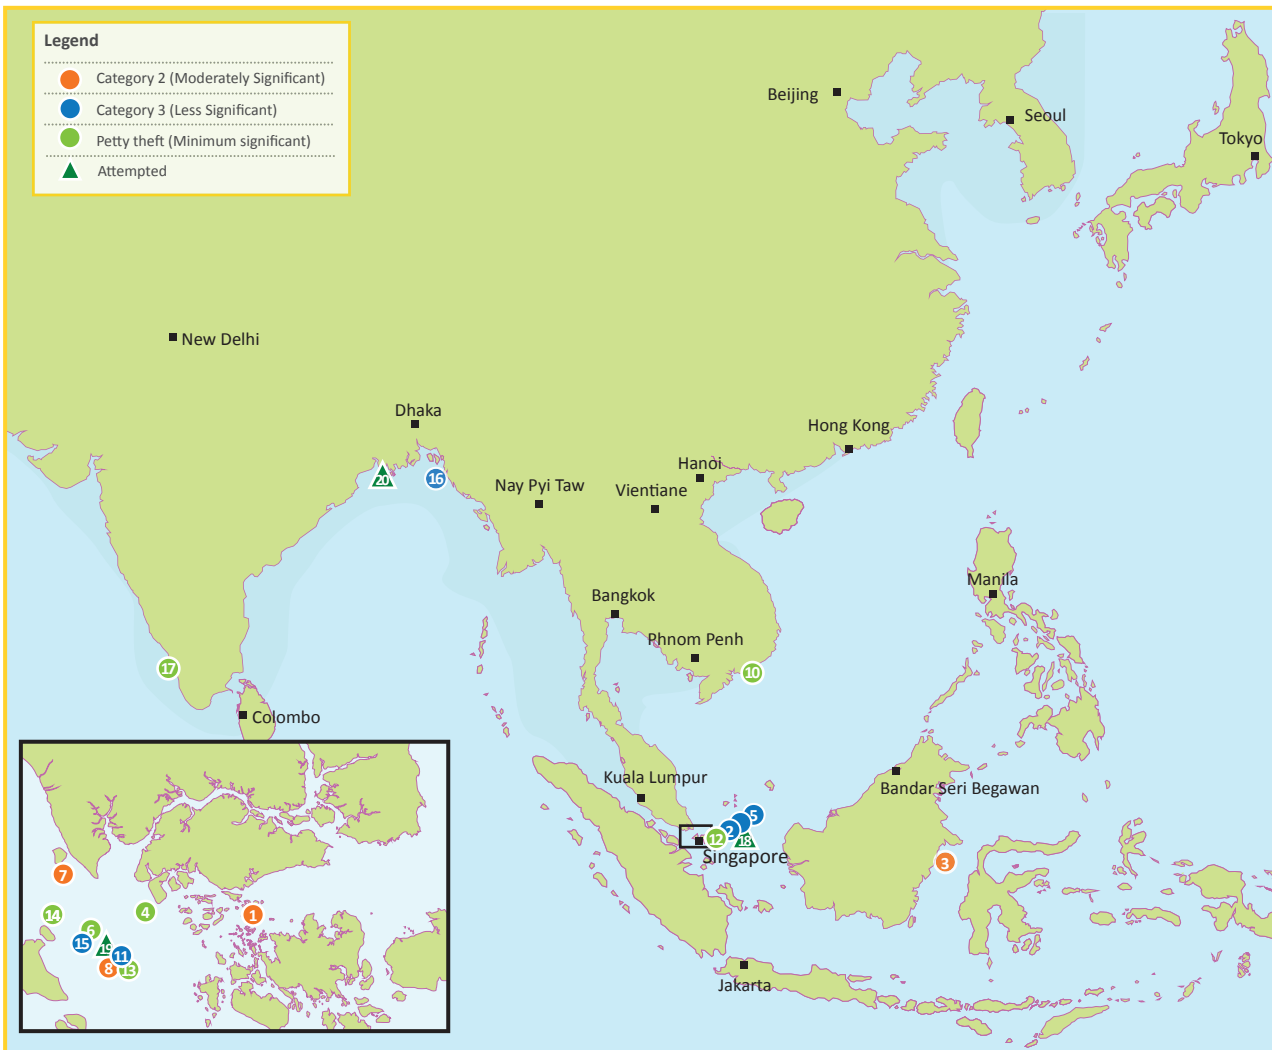 Legend
Category 2 (Moderately Significant)
Category 3 (Less Significant)
Petty theft (Minimum significant)
Attempted
Beijing
Seoul
Tokyo
New Delhi
Dhaka
Hong Kong
Hanoi
20
16
Nay Pyi Taw
Vientiane
Manila
Bangkok
Phnom Penh
17
10
Colombo
Kuala Lumpur
Bandar Seri Begawan
5
2
12
18
Singapore
3
7
14
4
1
6
15
19
11
8
13
Jakarta